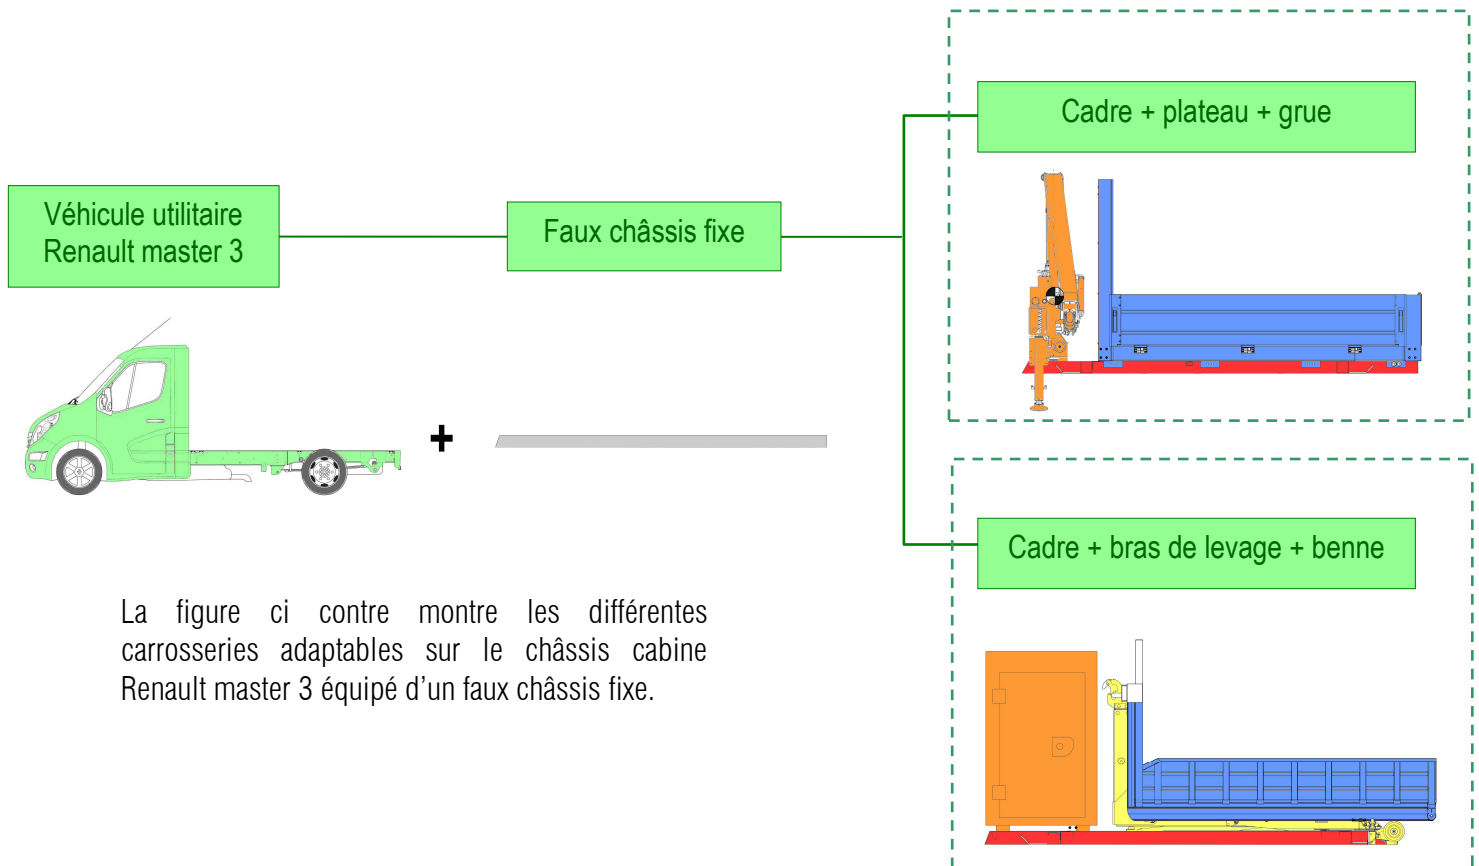 Cadre + plateau + grue
Véhicule utilitaire
Renault master 3
Faux châssis fixe
+
Cadre + bras de levage + benne
La figure ci contre montre les différentes
carrosseries adaptables sur le châssis cabine
Renault master 3 équipé d’un faux châssis fixe.